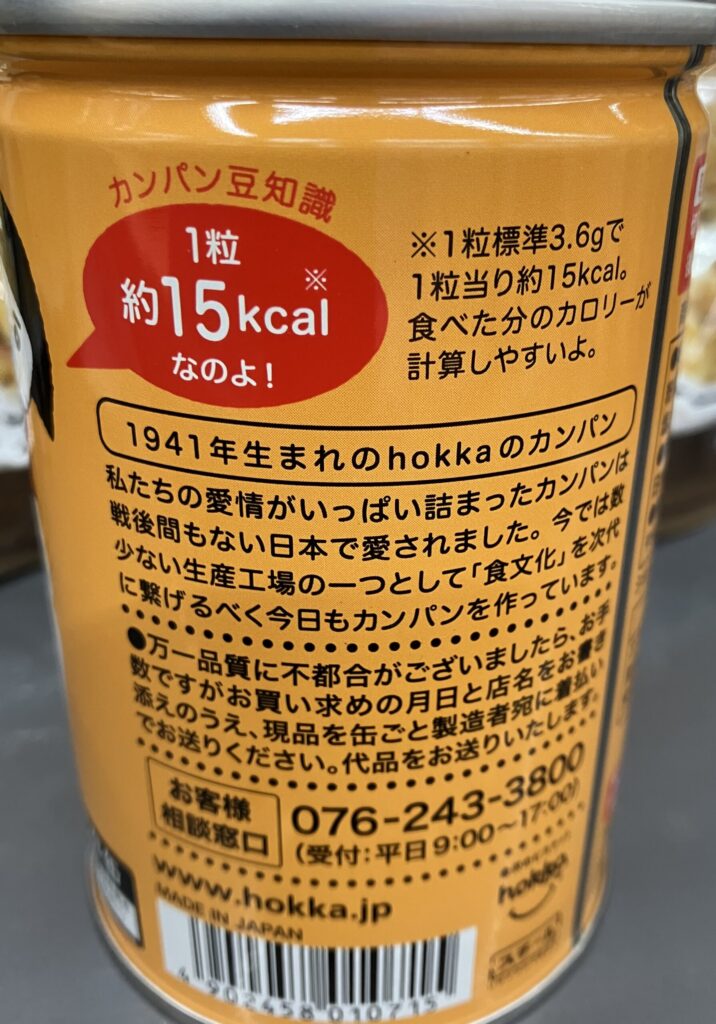 カンパン豆知識
1粒
約15kcal※
なのよ!
※1粒標準3.6gで
1粒当り約15kcal。
食べた分のカロリーが
計算しやすいよ。
1941年生まれのhokkaのカンパン
私たちの愛情がいっぱい詰まったカンパンは
戦後間もない日本で愛されました。今では数
少ない生産工場の一つとして「食文化」を次代
に繋げるべく今日もカンパンを作っています。
●万一品質に不都合がございましたら、お手
数ですがお買い求めの月日と店名をお書き
添えのうえ、現品を缶ごと製造者宛に着払い
でお送りください。代品をお送りいたします。
お客様
相談窓口
076-243-3800
(受付:平日9:00〜17:00)
www.hokka.jp
MADE IN JAPAN
hokka
スチール
4 902458 010715